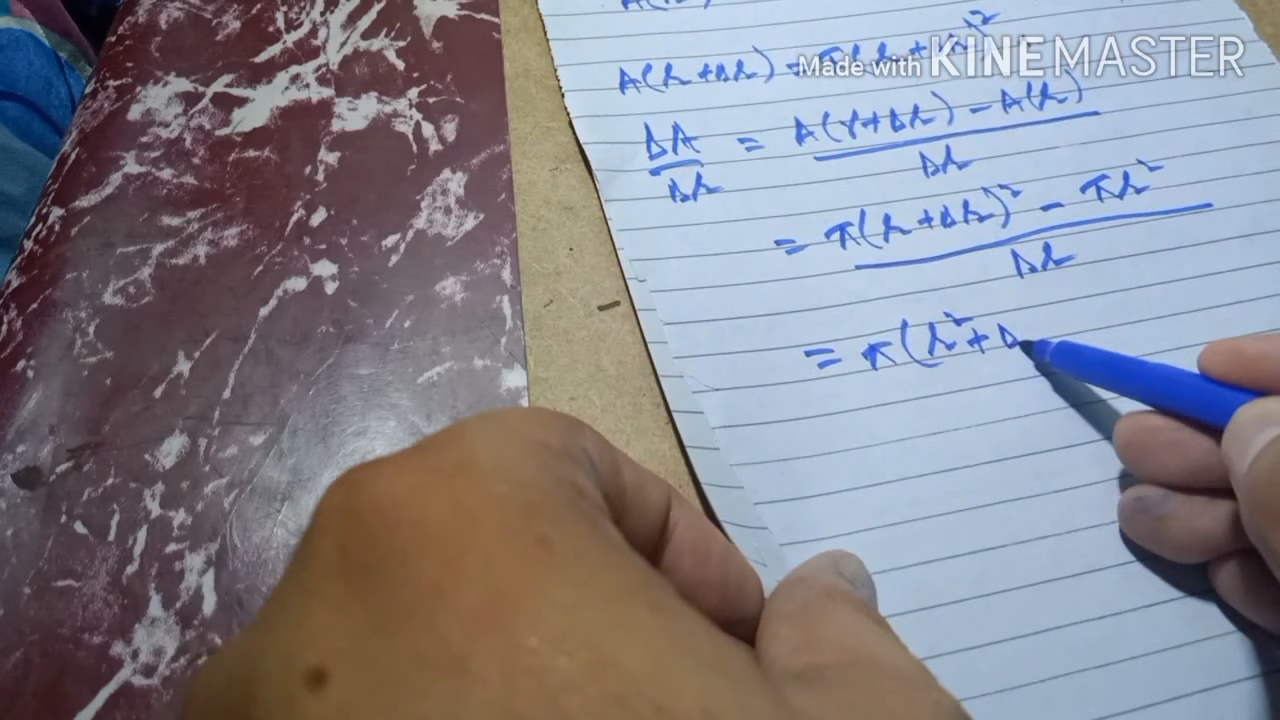 A(r+Δr) = π(r+Δr)²
Made with KINEMASTER
ΔA/Δr = A(r+Δr) - A(r)/Δr
= π(r+Δr)² - πr²/Δr
= π(r²+Δ